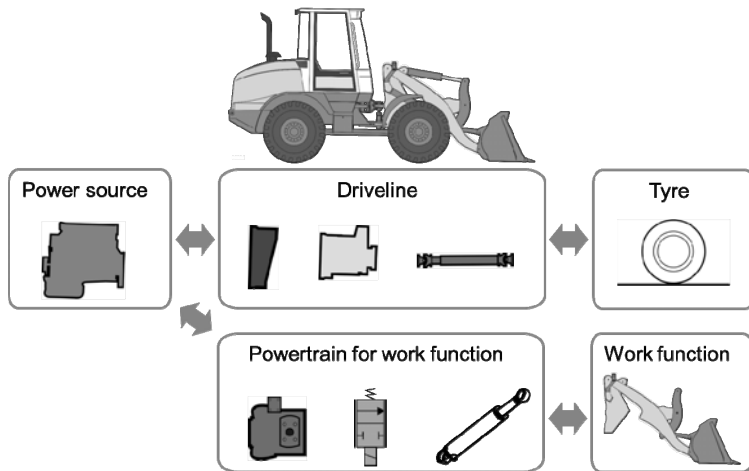 Power source
Driveline
Tyre
Powertrain for work function
Work function